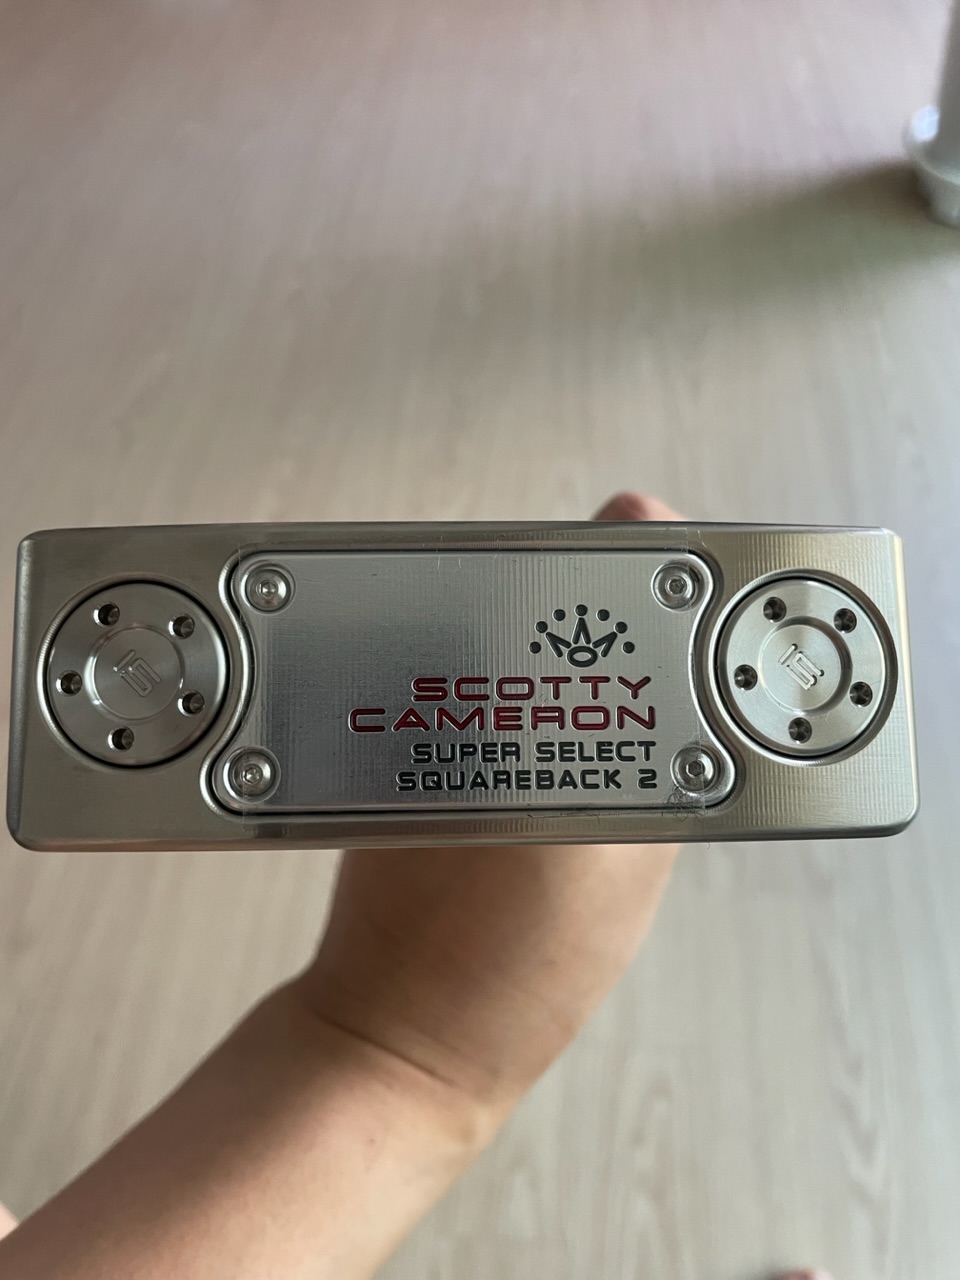 SCOTTY
CAMERON
SUPER SELECT
SQUAREBACK 2